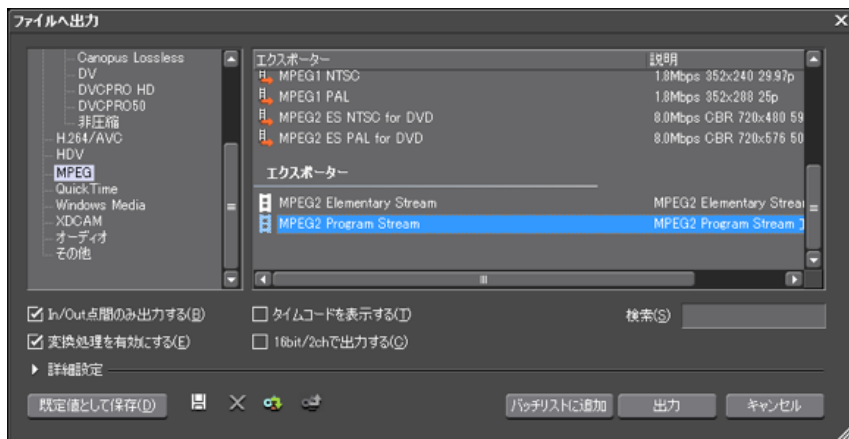 ファイルへ出力
Canopus Lossless
DV
DVCPRO HD
DVCPRO50
非圧縮
H.264/AVC
HDV
MPEG
QuickTime
Windows Media
XDCAM
オーディオ
その他
エクスポーター 説明
MPEG1 NTSC 1.8Mbps 352x240 29.97p
MPEG1 PAL 1.8Mbps 352x288 25p
MPEG2 ES NTSC for DVD 8.0Mbps CBR 720x480 59
MPEG2 ES PAL for DVD 8.0Mbps CBR 720x576 50
エクスポーター
MPEG2 Elementary Stream MPEG2 Elementary Strea
MPEG2 Program Stream MPEG2 Program Stream
In/Out点間のみ出力する(B) タイムコードを表示する(T) 検索(S)
変換処理を有効にする(E) 16bit/2chで出力する(C)
詳細設定
既定値として保存(D) バッチリストに追加 出力 キャンセル